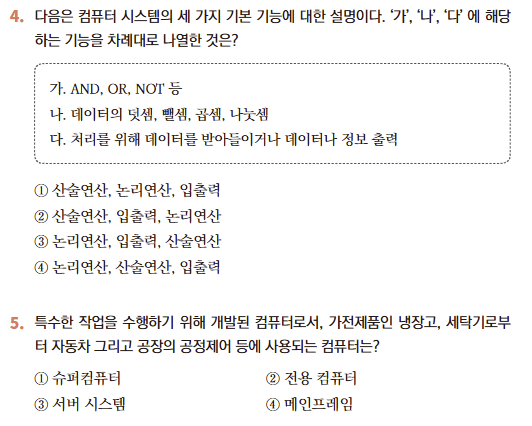 4. 다음은 컴퓨터 시스템의 세 가지 기본 기능에 대한 설명이다. ‘가’, ‘나’, ‘다’ 에 해당
하는 기능을 차례대로 나열한 것은?
가. AND, OR, NOT 등
나. 데이터의 덧셈, 뺄셈, 곱셈, 나눗셈
다. 처리를 위해 데이터를 받아들이거나 데이터나 정보 출력
① 산술연산, 논리연산, 입출력
② 산술연산, 입출력, 논리연산
③ 논리연산, 입출력, 산술연산
④ 논리연산, 산술연산, 입출력
5. 특수한 작업을 수행하기 위해 개발된 컴퓨터로서, 가전제품인 냉장고, 세탁기로부
터 자동차 그리고 공장의 공정제어 등에 사용되는 컴퓨터는?
① 슈퍼컴퓨터 ② 전용 컴퓨터
③ 서버 시스템 ④ 메인프레임